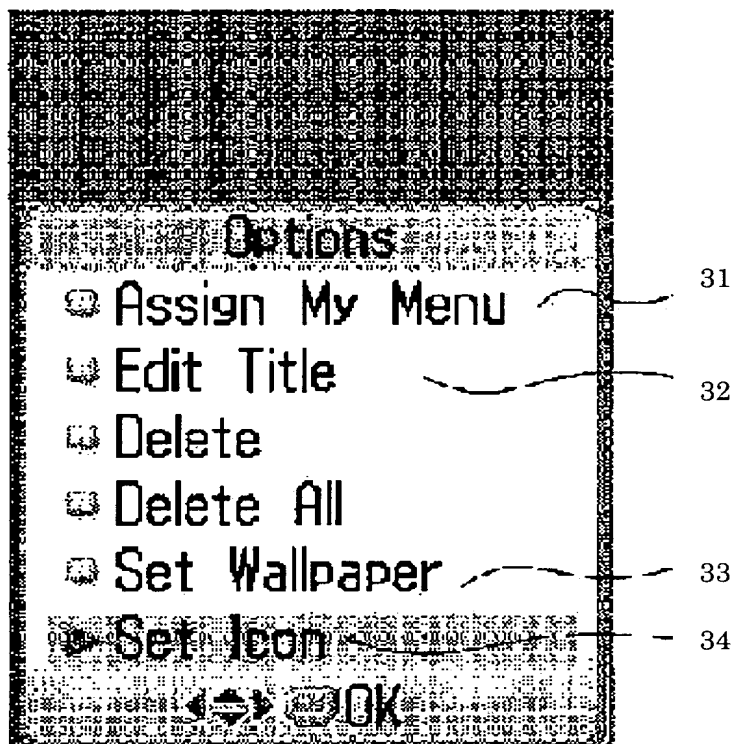 Options
Assign My Menu 31
Edit Title 32
Delete
Delete All
Set Wallpaper 33
Set Icon 34
OK